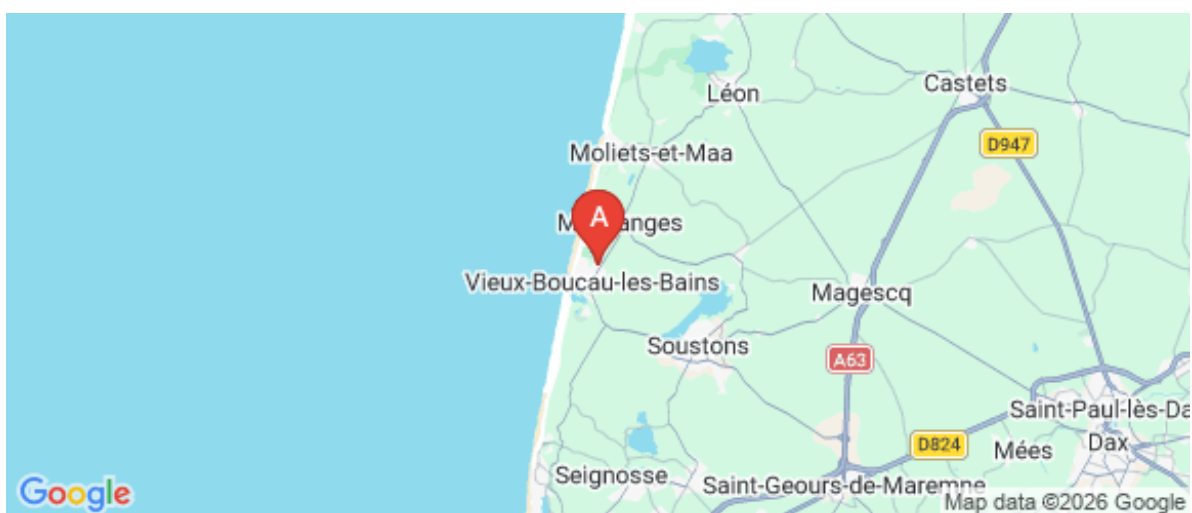 Castets
Léon
D947
Moliets-et-Maa
A
Vieux-Boucau-les-Bains
Magescq
Soustons
A63
Saint-Paul-lès-Da
D824
Mées
Dax
Seignosse
Saint-Geours-de-Maremne
Google
Map data ©2026 Google